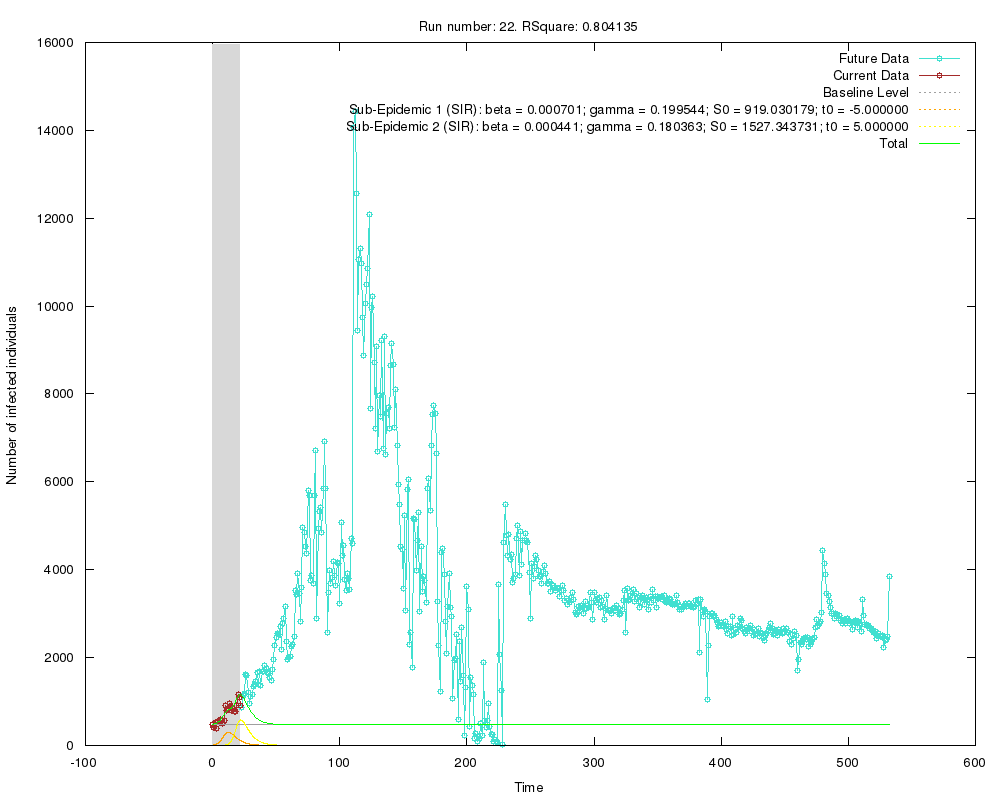 Run number: 22. RSquare: 0.804135
16000
14000
12000
10000
8000
6000
4000
2000
0
Number of infected individuals
Future Data
Current Data
Baseline Level
Sub-Epidemic 1 (SIR): beta = 0.000701; gamma = 0.199544; S0 = 919.030179; t0 = -5.000000
Sub-Epidemic 2 (SIR): beta = 0.000441; gamma = 0.180363; S0 = 1527.343731; t0 = 5.000000
Total
-100 0 100 200 300 400 500 600
Time